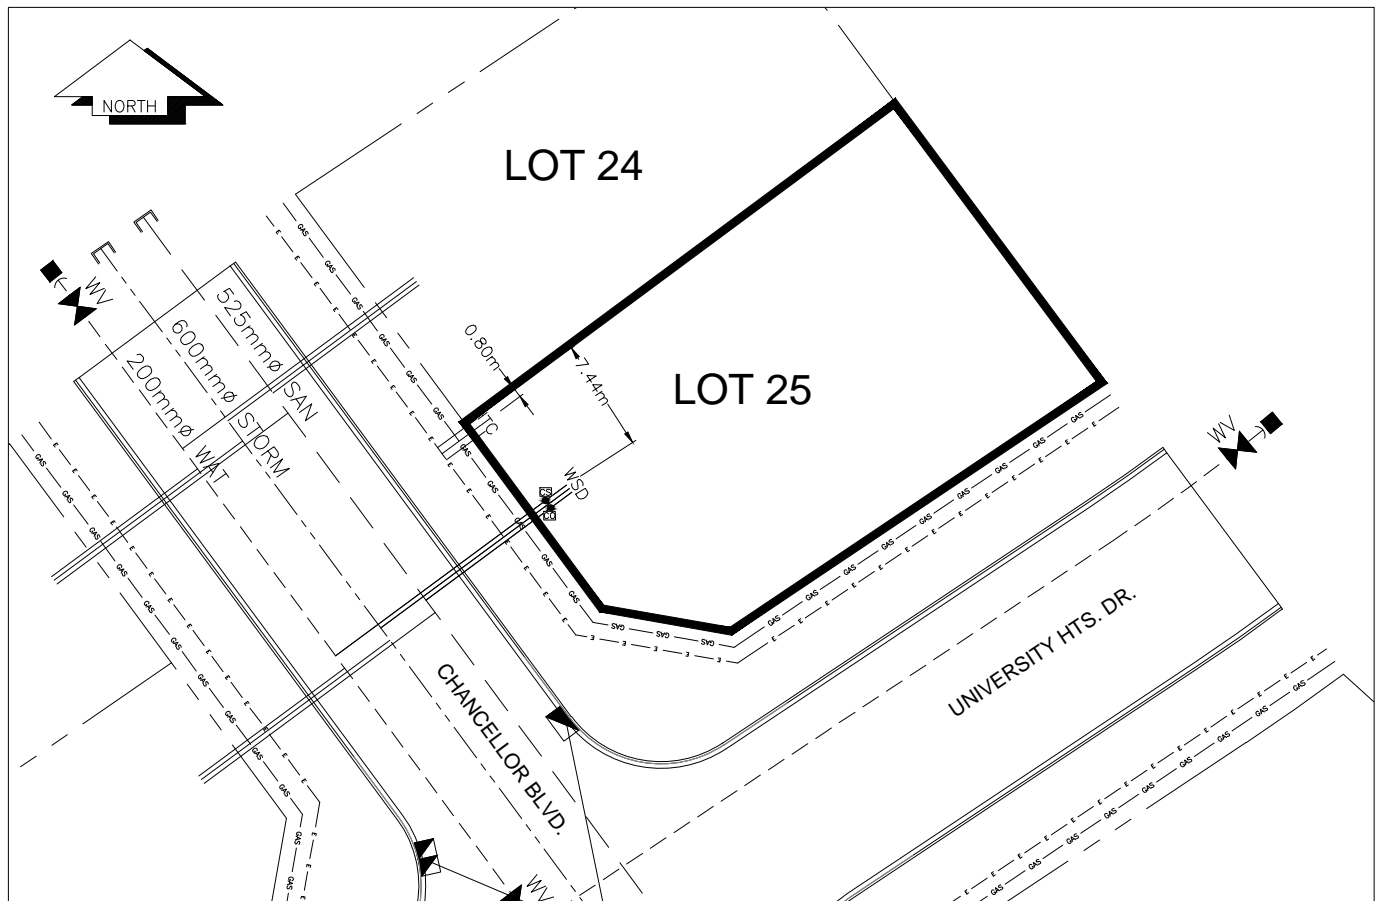 NORTH
LOT 24
WV
525mmø SAN
600mmø STORM
200mmø WAT
0.80m
7.44m
LOT 25
TC
WSD
CS
CO
WV
CHANCELLOR BLVD.
UNIVERSITY HTS. DR.
WV
GAS
E